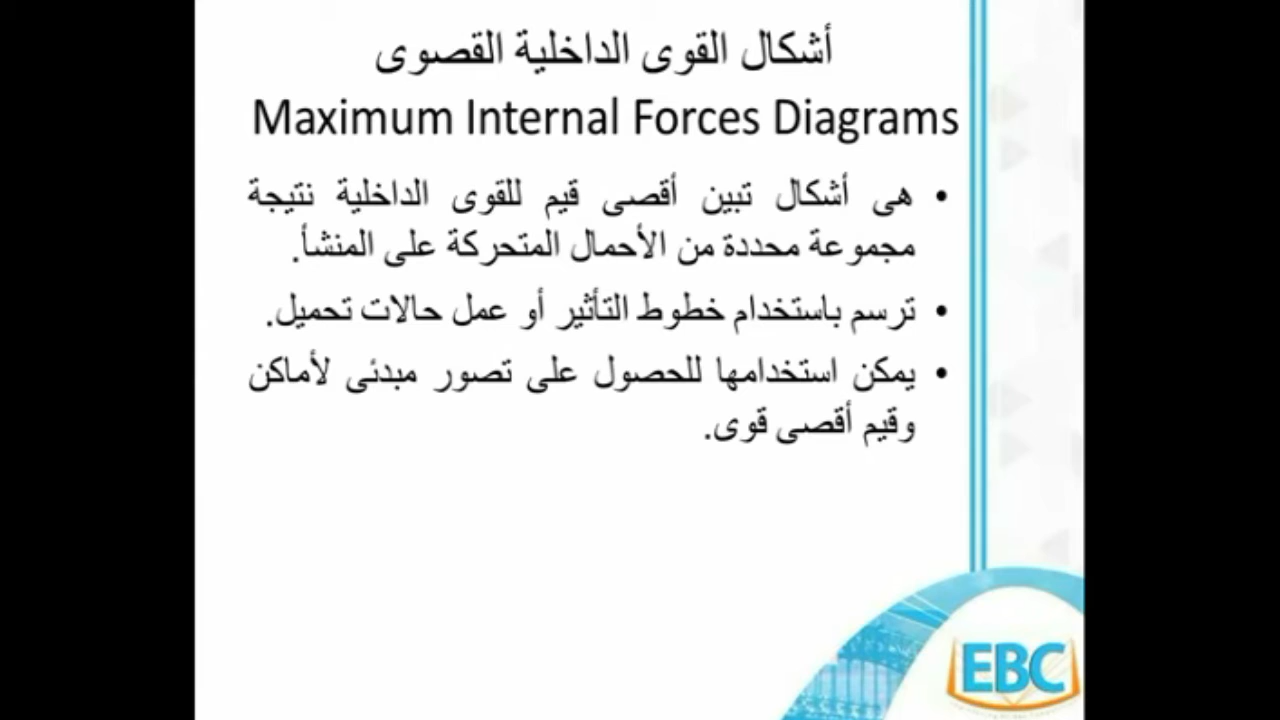 أشكال القوى الداخلية القصوى
Maximum Internal Forces Diagrams
• هى أشكال تبين أقصى قيم للقوى الداخلية نتيجة
مجموعة محددة من الأحمال المتحركة على المنشأ.
• ترسم باستخدام خطوط التأثير أو عمل حالات تحميل.
• يمكن استخدامها للحصول على تصور مبدئى لأماكن
وقيم أقصى قوى.
EBC